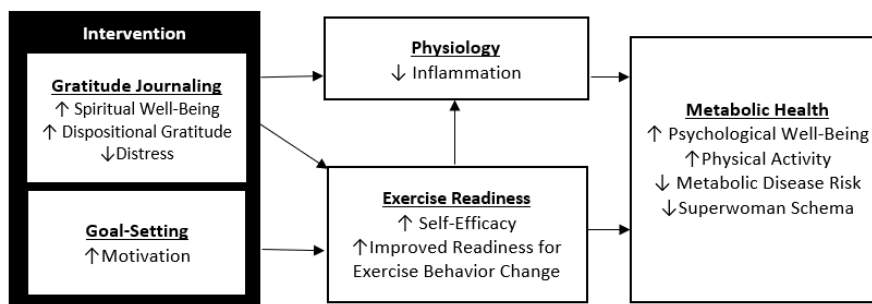 Intervention
Gratitude Journaling
↑ Spiritual Well-Being
↑ Dispositional Gratitude
↓Distress
Goal-Setting
↑Motivation
Physiology
↓ Inflammation
Exercise Readiness
↑ Self-Efficacy
↑Improved Readiness for
Exercise Behavior Change
Metabolic Health
↑ Psychological Well-Being
↑Physical Activity
↓ Metabolic Disease Risk
↓Superwoman Schema